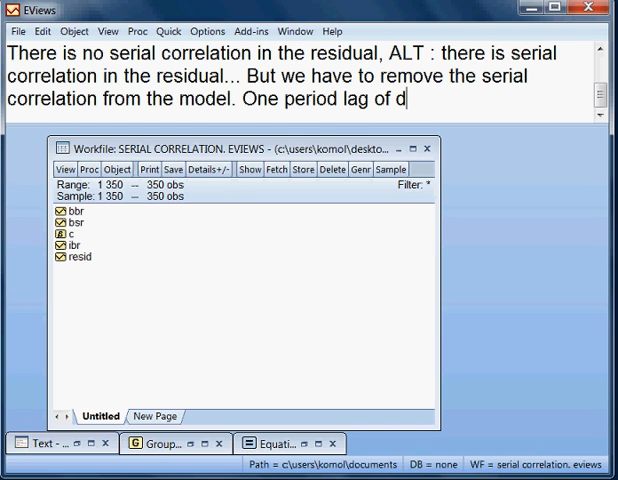 EViews
File Edit Object View Proc Quick Options Add-ins Window Help
There is no serial correlation in the residual, ALT : there is serial
correlation in the residual... But we have to remove the serial
correlation from the model. One period lag of d
Workfile: SERIAL CORRELATION. EVIEWS - (c:\users\komol\deskto...
View Proc Object Print Save Details+/- Show Fetch Store Delete Genr Sample
Range: 1 350 -- 350 obs Filter: *
Sample: 1 350 -- 350 obs
bbr
bsr
c
ibr
resid
Untitled New Page
Text - ... Group... Equati...
Path = c:\users\komol\documents DB = none WF = serial correlation. eviews